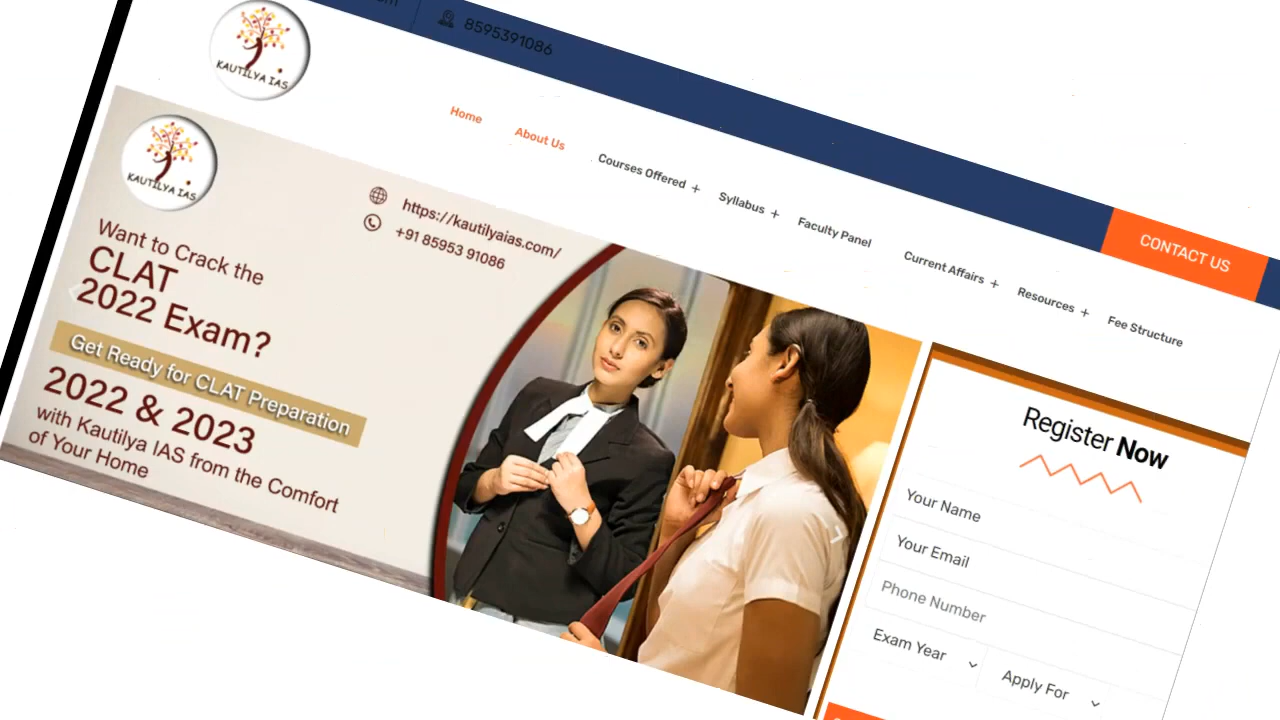 8595391086
KAUTILYA IAS
Home
About Us
Courses Offered +
Syllabus +
Faculty Panel
Current Affairs +
Resources +
Fee Structure
CONTACT US
KAUTILYA IAS
https://kautilyaias.com/
+91 85953 91086
Want to Crack the
CLAT
2022 Exam?
Get Ready for CLAT Preparation
2022 & 2023
with Kautilya IAS from the Comfort
of Your Home
Register Now
Your Name
Your Email
Phone Number
Exam Year
Apply For